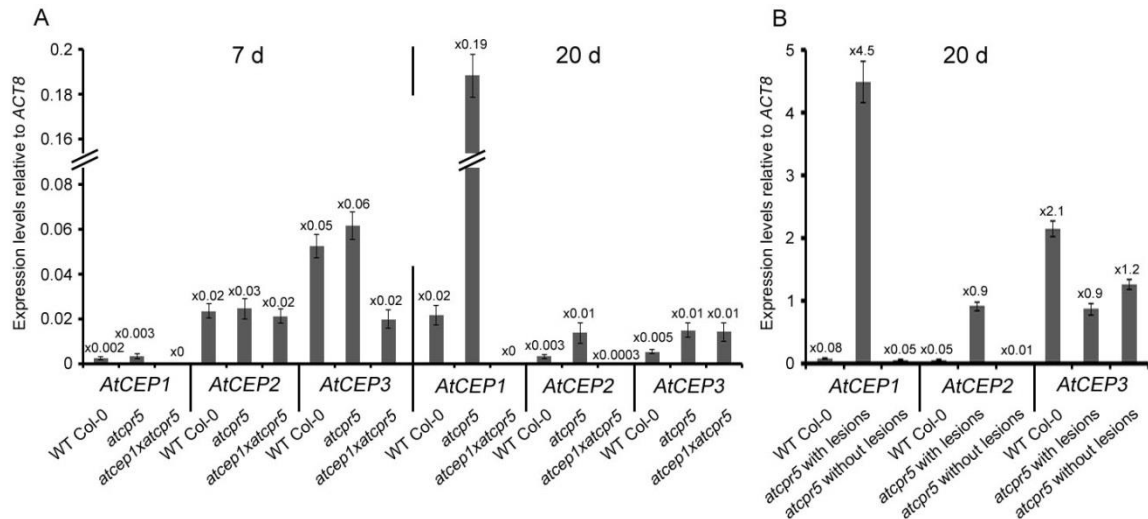 A
7 d
20 d
Expression levels relative to ACT8
0.2
0.18
0.16
0.08
0.06
0.04
0.02
0
x0.002
x0.003
x0
x0.02
x0.03
x0.02
x0.05
x0.06
x0.02
x0.02
x0.19
x0
x0.003
x0.01
x0.0003
x0.005
x0.01
x0.01
AtCEP1
AtCEP2
AtCEP3
AtCEP1
AtCEP2
AtCEP3
WT Col-0
atcpr5
atcep1xatcpr5
WT Col-0
atcpr5
atcep1xatcpr5
WT Col-0
atcpr5
atcep1xatcpr5
WT Col-0
atcpr5
atcep1xatcpr5
WT Col-0
atcpr5
atcep1xatcpr5
WT Col-0
atcpr5
atcep1xatcpr5
B
20 d
Expression levels relative to ACT8
5
4
3
2
1
0
x0.08
x4.5
x0.05
x0.05
x0.9
x0.01
x2.1
x0.9
x1.2
AtCEP1
AtCEP2
AtCEP3
WT Col-0
atcpr5 with lesions
atcpr5 without lesions
WT Col-0
atcpr5 with lesions
atcpr5 without lesions
WT Col-0
atcpr5 with lesions
atcpr5 without lesions